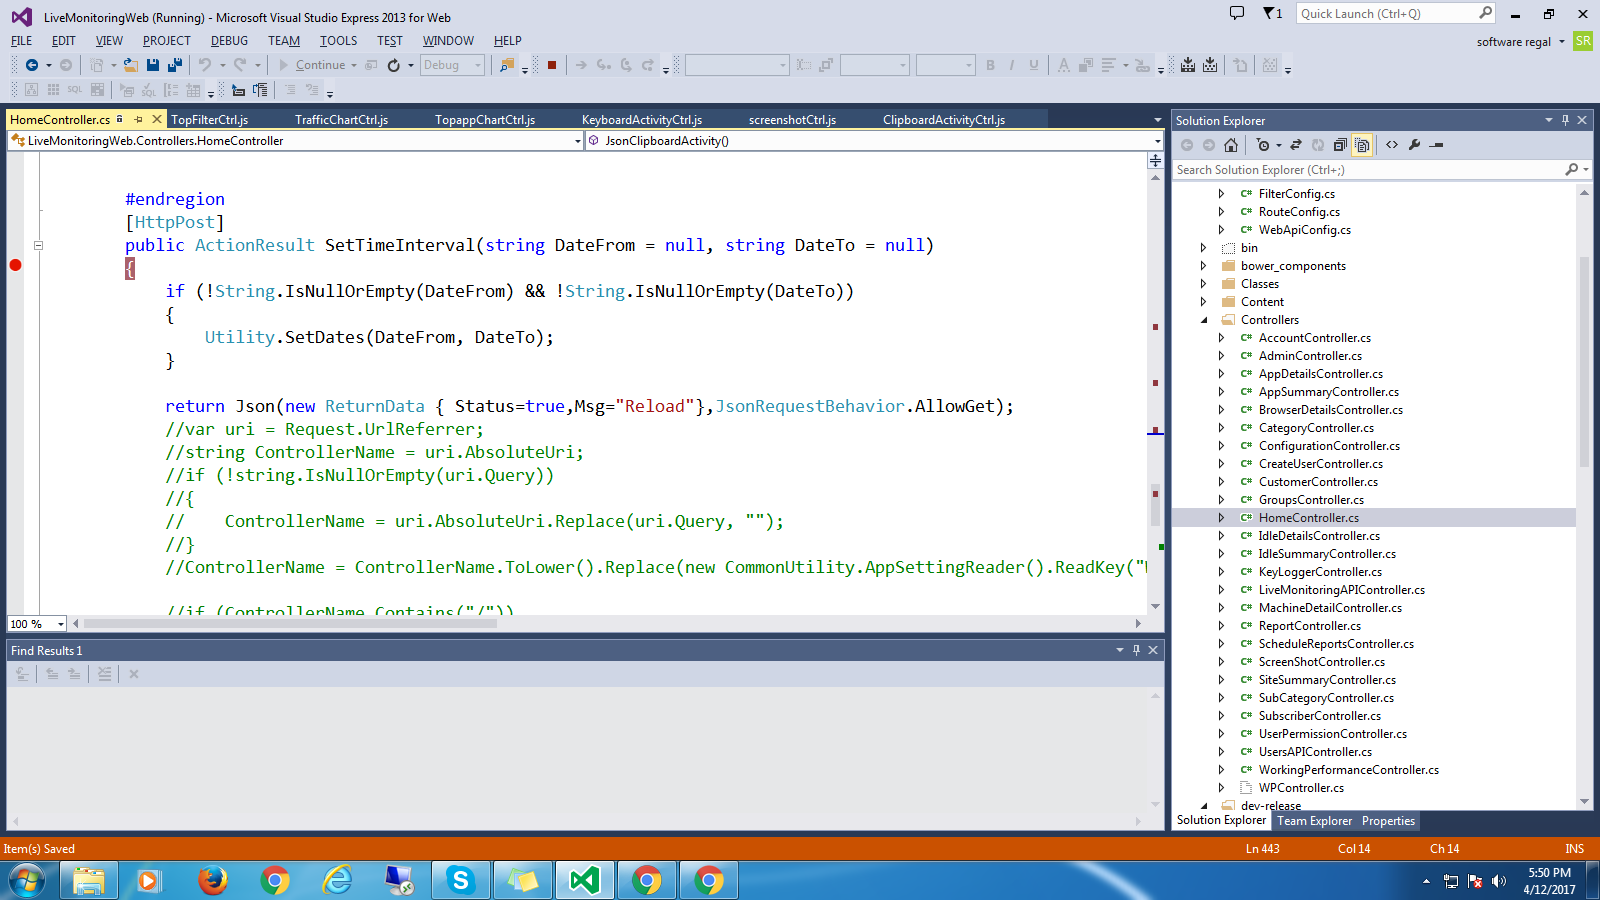 LiveMonitoringWeb (Running) - Microsoft Visual Studio Express 2013 for Web
1
Quick Launch (Ctrl+Q)
FILE EDIT VIEW PROJECT DEBUG TEAM TOOLS TEST WINDOW HELP
software regal SR
Continue Debug
HomeController.cs TopFilterCtrl.js TrafficChartCtrl.js TopappChartCtrl.js KeyboardActivityCtrl.js screenshotCtrl.js ClipboardActivityCtrl.js
LiveMonitoringWeb.Controllers.HomeController JsonClipboardActivity()
#endregion
[HttpPost]
public ActionResult SetTimeInterval(string DateFrom = null, string DateTo = null)
{
if (!String.IsNullOrEmpty(DateFrom) && !String.IsNullOrEmpty(DateTo))
{
Utility.SetDates(DateFrom, DateTo);
}
return Json(new ReturnData { Status=true,Msg="Reload"},JsonRequestBehavior.AllowGet);
//var uri = Request.UrlReferrer;
//string ControllerName = uri.AbsoluteUri;
//if (!string.IsNullOrEmpty(uri.Query))
//{
//    ControllerName = uri.AbsoluteUri.Replace(uri.Query, "");
//}
//ControllerName = ControllerName.ToLower().Replace(new CommonUtility.AppSettingReader().ReadKey("W
//if (ControllerName.Contains("/"))
100 %
Find Results 1
Solution Explorer
Search Solution Explorer (Ctrl+;)
FilterConfig.cs
RouteConfig.cs
WebApiConfig.cs
bin
bower_components
Classes
Content
Controllers
AccountController.cs
AdminController.cs
AppDetailsController.cs
AppSummaryController.cs
BrowserDetailsController.cs
CategoryController.cs
ConfigurationController.cs
CreateUserController.cs
CustomerController.cs
GroupsController.cs
HomeController.cs
IdleDetailsController.cs
IdleSummaryController.cs
KeyLoggerController.cs
LiveMonitoringAPIController.cs
MachineDetailController.cs
ReportController.cs
ScheduleReportsController.cs
ScreenShotController.cs
SiteSummaryController.cs
SubCategoryController.cs
SubscriberController.cs
UserPermissionController.cs
UsersAPIController.cs
WorkingPerformanceController.cs
WPController.cs
dev-release
Solution Explorer Team Explorer Properties
Item(s) Saved Ln 443 Col 14 Ch 14 INS
5:50 PM
4/12/2017